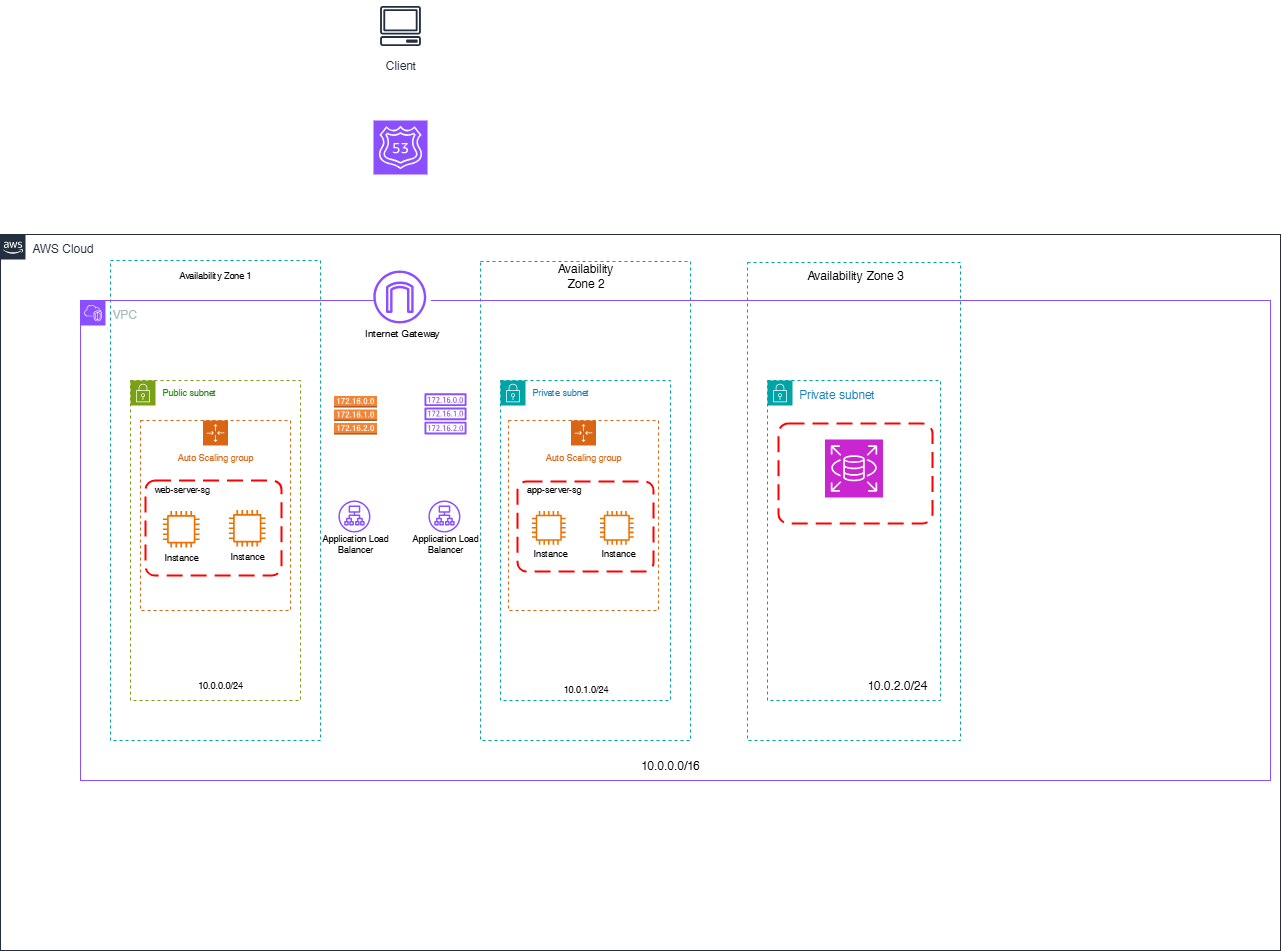 Client
53
aws
AWS Cloud
Availability Zone 1
Availability
Zone 2
Availability Zone 3
VPC
Internet Gateway
Public subnet
172.16.0.0
172.16.1.0
172.16.2.0
172.16.0.0
172.16.1.0
172.16.2.0
Private subnet
Private subnet
Auto Scaling group
Auto Scaling group
web-server-sg
app-server-sg
Instance
Instance
Application Load
Balancer
Application Load
Balancer
Instance
Instance
10.0.0.0/24
10.0.1.0/24
10.0.2.0/24
10.0.0.0/16